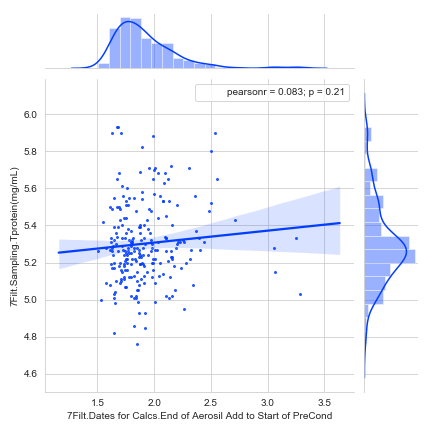 pearsonr = 0.083; p = 0.21
7Filt.Sampling.Tprotein(mg/mL)
6.0
5.8
5.6
5.4
5.2
5.0
4.8
4.6
1.5 2.0 2.5 3.0 3.5
7Filt.Dates for Calcs.End of Aerosil Add to Start of PreCond